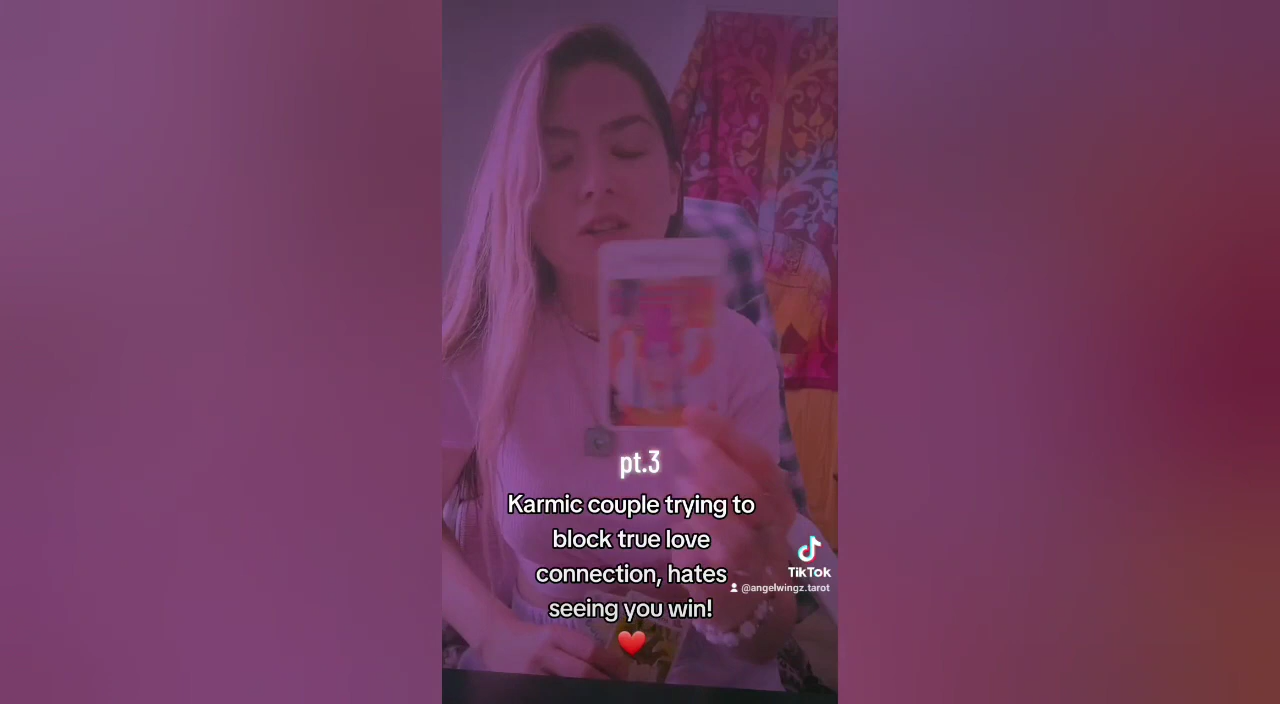 pt.3
Karmic couple trying to
block true love
connection, hates
seeing you win!
TikTok
@angelwingz.tarot